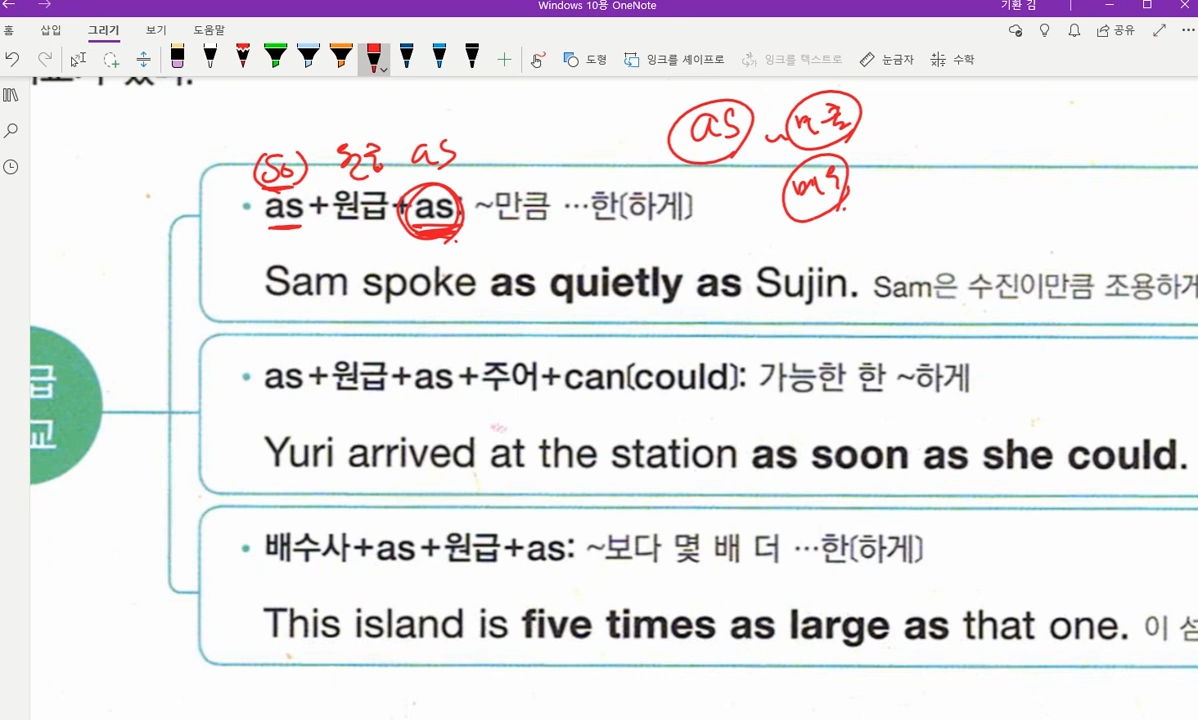 Windows 10용 OneNote
기환 김
홈 삽입 그리기 보기 도움말
공유
도형 잉크를 셰이프로 잉크를 텍스트로 눈금자 수학
as
(so) 원급 as
• as+원급+as: ~만큼 …한(하게)
Sam spoke as quietly as Sujin. Sam은 수진이만큼 조용하게
• as+원급+as+주어+can(could): 가능한 한 ~하게
Yuri arrived at the station as soon as she could.
급
교
• 배수사+as+원급+as: ~보다 몇 배 더 …한(하게)
This island is five times as large as that one. 이 섬